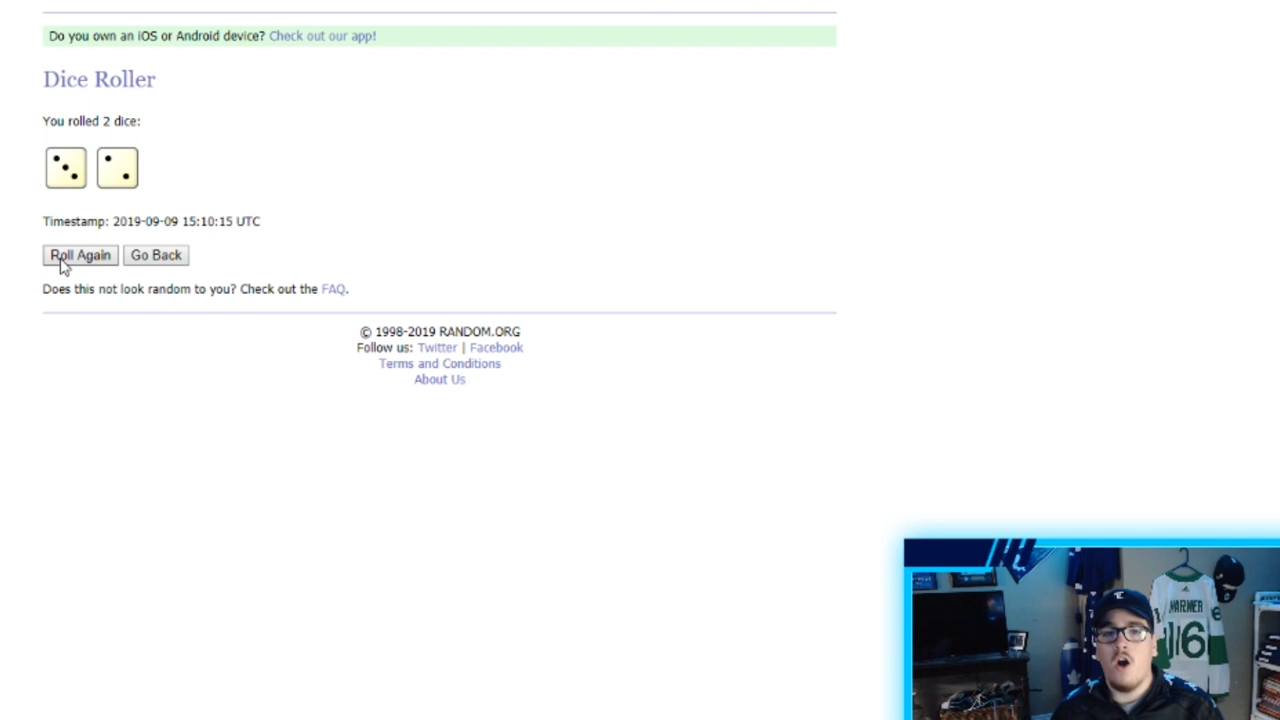 Do you own an iOS or Android device? Check out our app!
Dice Roller
You rolled 2 dice:
Timestamp: 2019-09-09 15:10:15 UTC
Roll Again Go Back
Does this not look random to you? Check out the FAQ.
© 1998-2019 RANDOM.ORG
Follow us: Twitter | Facebook
Terms and Conditions
About Us
MARNER
16